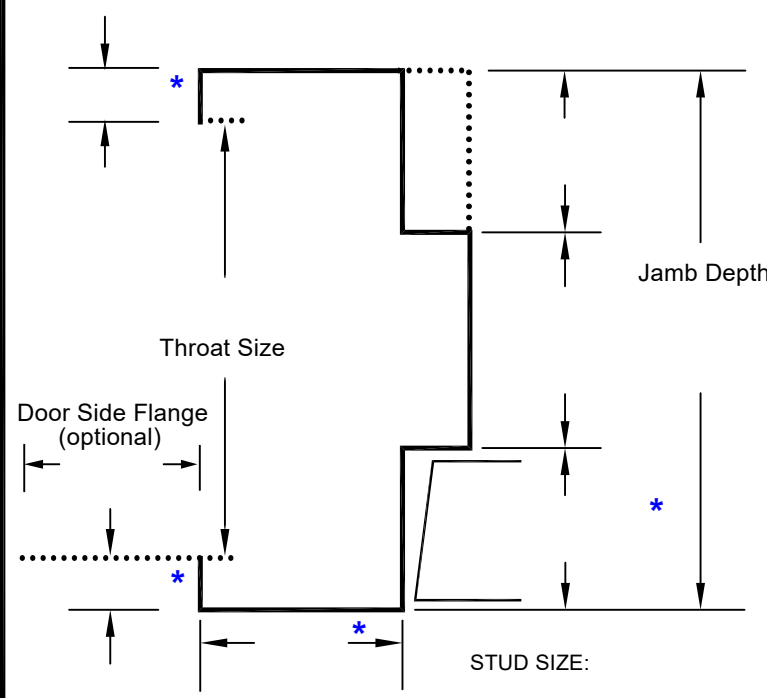 *
Jamb Depth
Throat Size
Door Side Flange
(optional)
*
*
*
STUD SIZE: